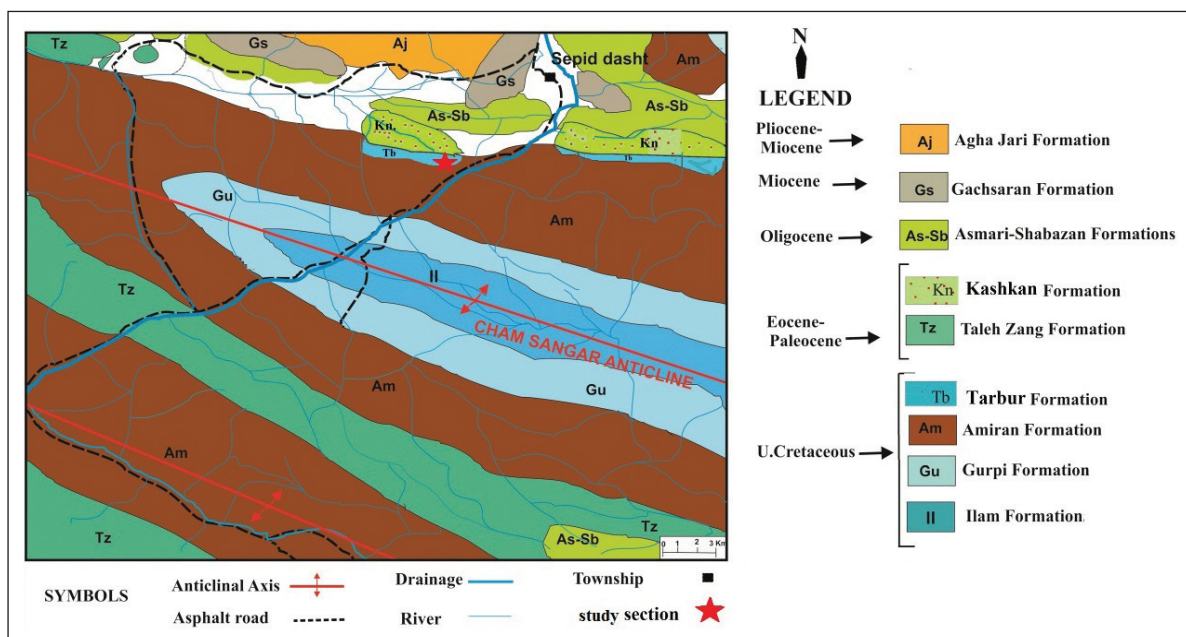 Tz
Gs
Aj
Sepid dasht
Am
Gs
As-Sb
As-Sb
Kn
Kn
Tb
Tb
Gu
Am
Am
Il
Tz
CHAM SANGAR ANTICLINE
Am
Gu
Am
Tz
As-Sb
Tz
0 1 2 3 Km
N
LEGEND
Pliocene-
Miocene
Aj Agha Jari Formation
Miocene
Gs Gachsaran Formation
Oligocene
As-Sb Asmari-Shabazan Formations
Eocene-
Paleocene
Kn Kashkan Formation
Tz Taleh Zang Formation
U.Cretaceous
Tb Tarbur Formation
Am Amiran Formation
Gu Gurpi Formation
Il Ilam Formation
SYMBOLS
Anticlinal Axis
Drainage
Township
Asphalt road
River
study section